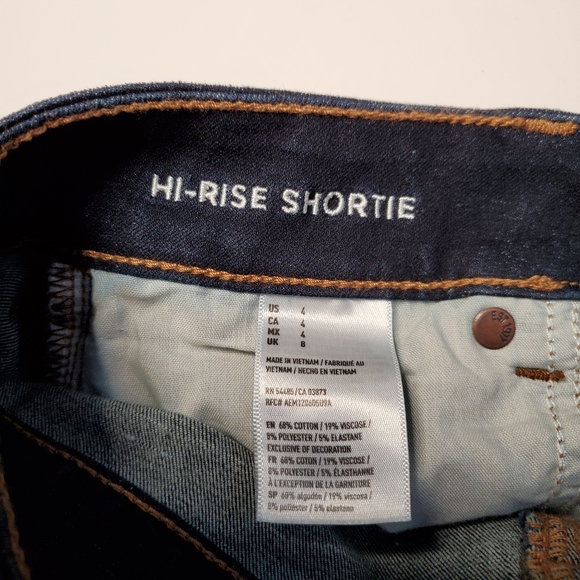 HI-RISE SHORTIE
US 4
CA 4
MX 4
UK 8
MADE IN VIETNAM / FABRIQUÉ AU
VIETNAM / HECHO EN VIETNAM
RN 54485/CA 03873
RFC# AEM120605U9A
EN 68% COTTON / 19% VISCOSE /
8% POLYESTER / 5% ELASTANE
EXCLUSIVE OF DECORATION
FR 68% COTON / 19% VISCOSE /
8% POLYESTER / 5% ÉLASTHANNE
À L'EXCEPTION DE LA GARNITURE
SP 68% algodón / 19% viscosa /
8% poliéster / 5% elastano